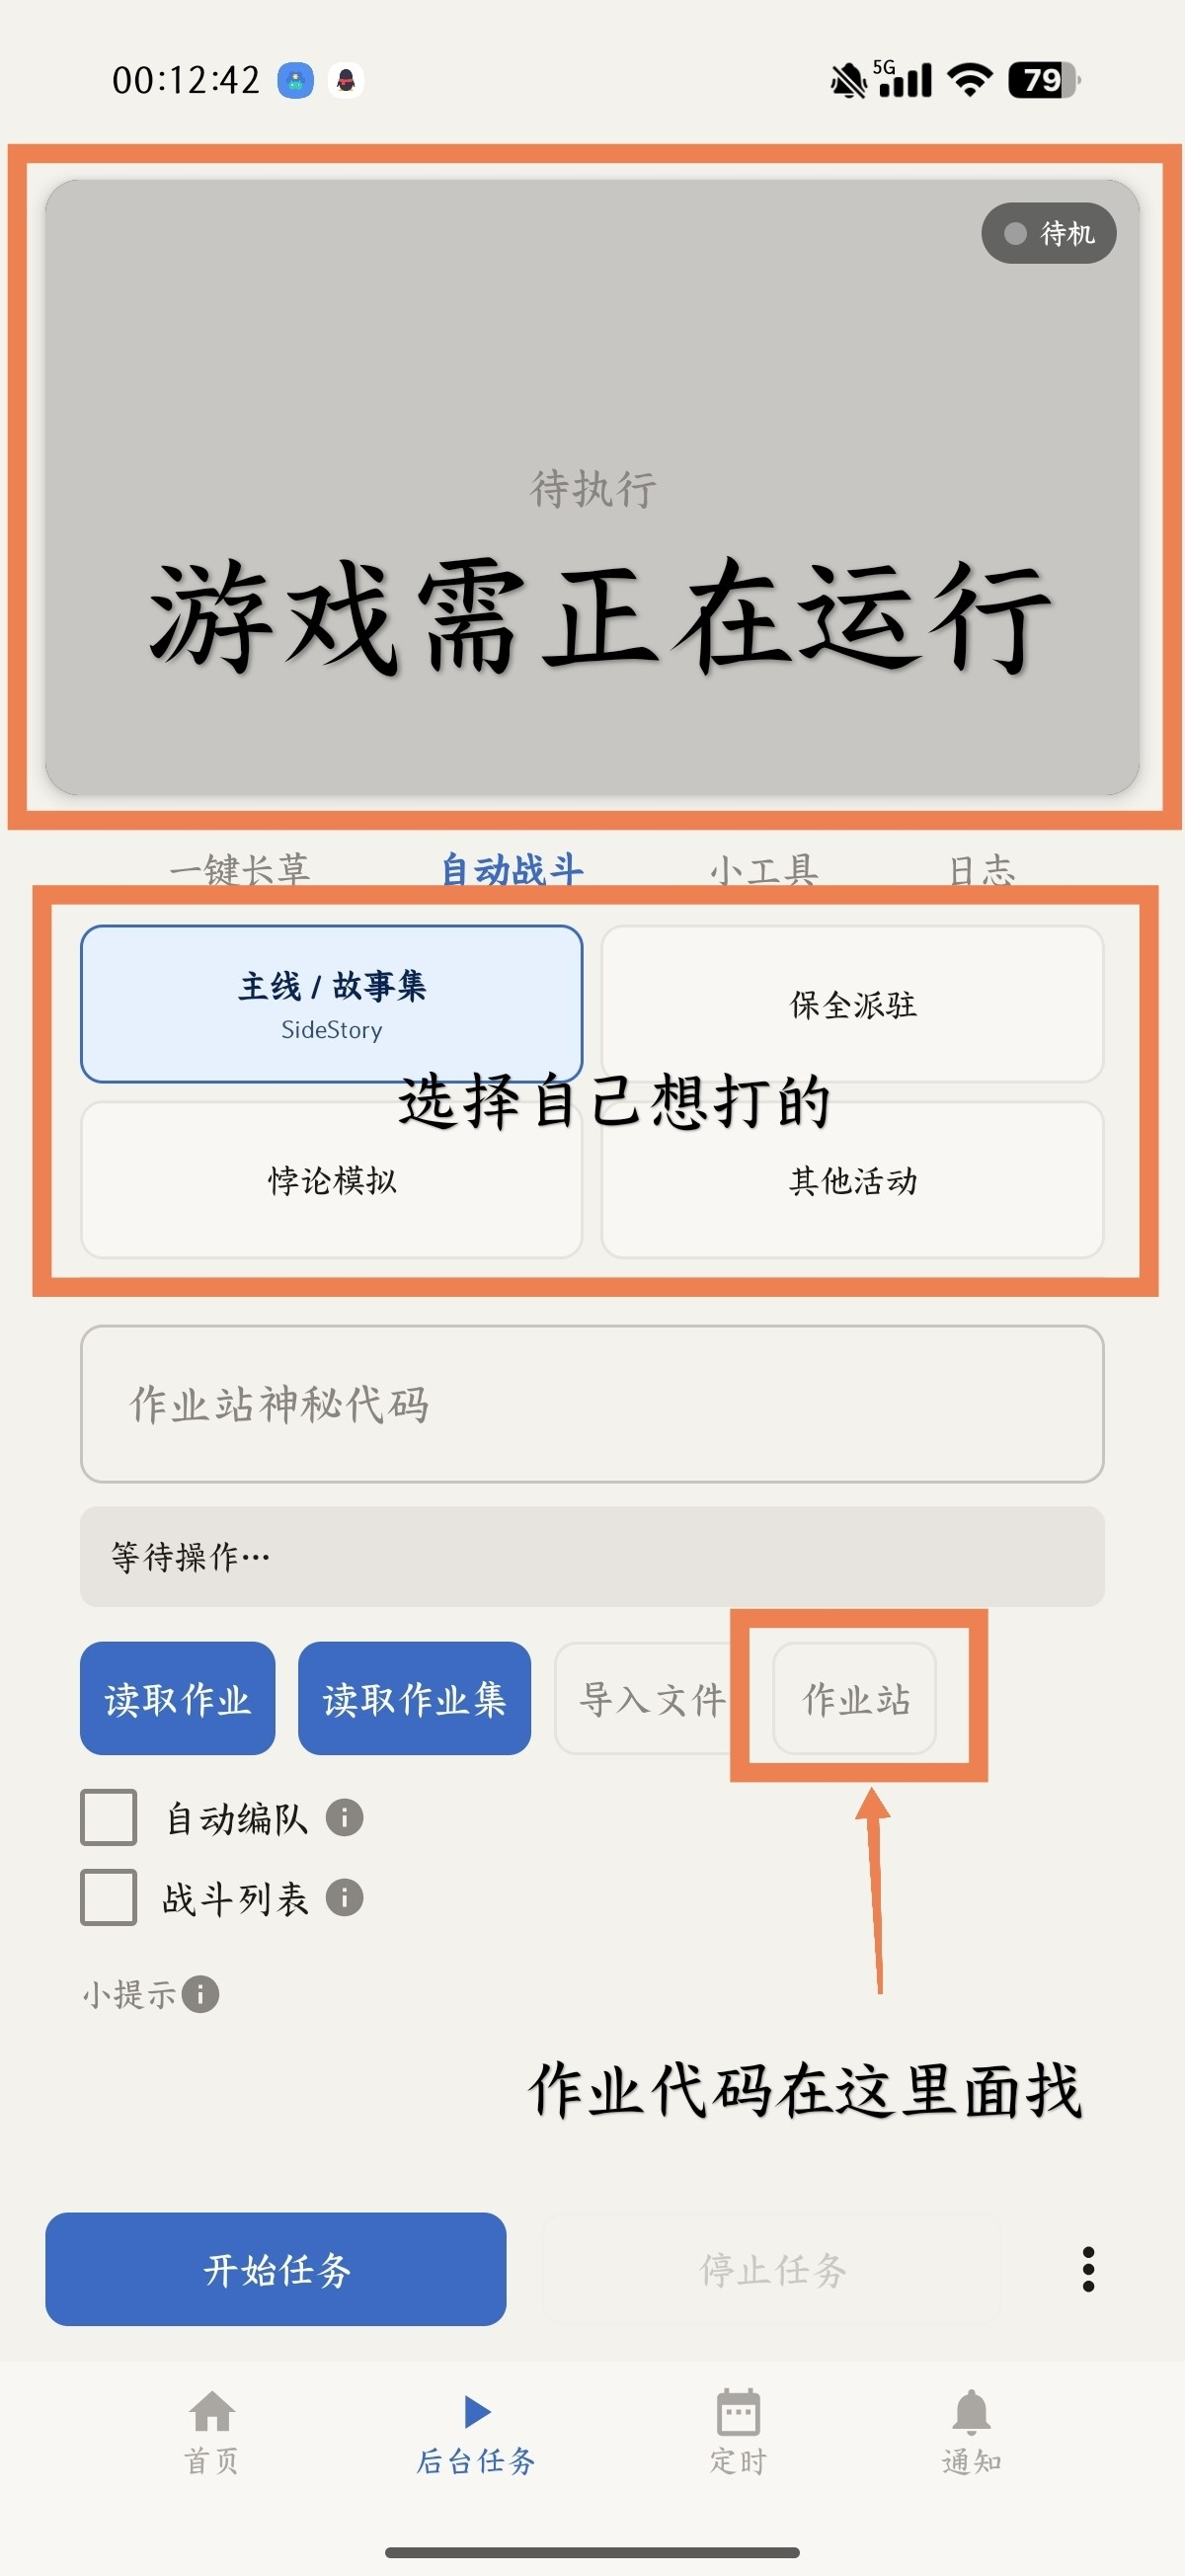 00:12:42
5G
79
待机
待执行
游戏需正在运行
一键长草 自动战斗 小工具 日志
主线 / 故事集
SideStory
保全派驻
选择自己想打的
悖论模拟
其他活动
作业站神秘代码
等待操作…
读取作业 读取作业集 导入文件 作业站
自动编队
战斗列表
小提示
作业代码在这里面找
开始任务 停止任务
首页 后台任务 定时 通知